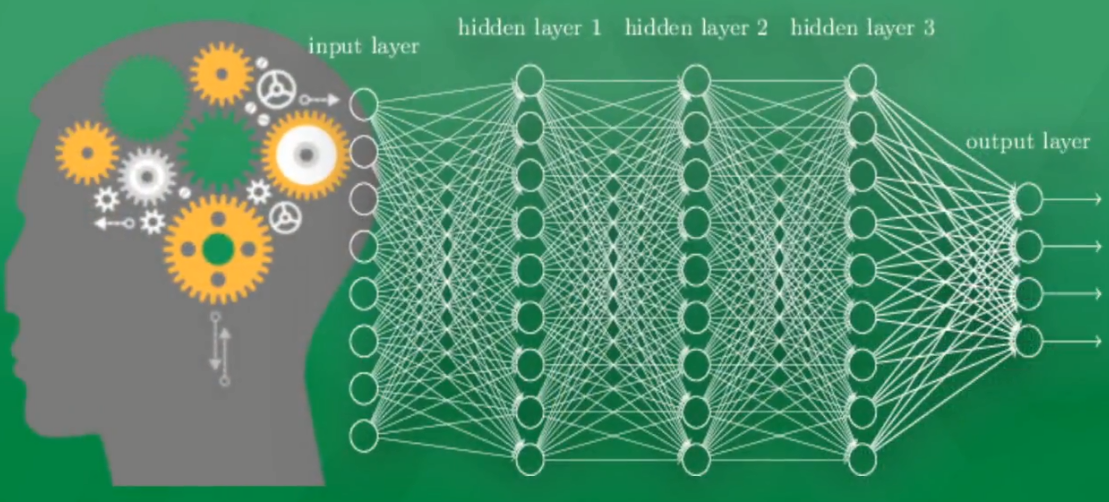 input layer
hidden layer 1
hidden layer 2
hidden layer 3
output layer